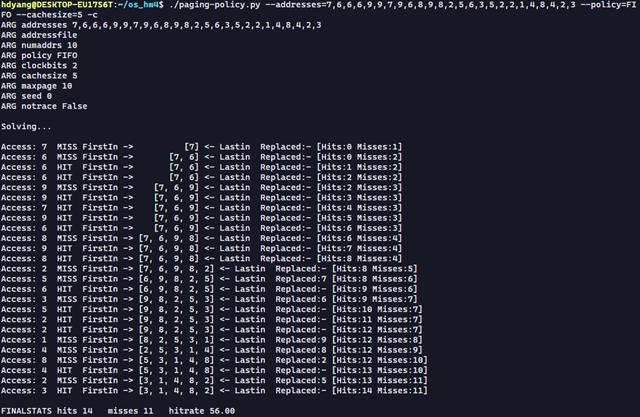 hdyang@DESKTOP-EU17S6T:~/os_hw4$ ./paging-policy.py --addresses=7,6,6,6,9,9,7,9,6,8,9,8,2,5,6,3,5,2,2,1,4,8,4,2,3 --policy=FI
FO --cachesize=5 -c
ARG addresses 7,6,6,6,9,9,7,9,6,8,9,8,2,5,6,3,5,2,2,1,4,8,4,2,3
ARG addressfile
ARG numaddrs 10
ARG policy FIFO
ARG clockbits 2
ARG cachesize 5
ARG maxpage 10
ARG seed 0
ARG notrace False
Solving...
Access: 7  MISS FirstIn ->          [7] <- Lastin  Replaced:- [Hits:0 Misses:1]
Access: 6  MISS FirstIn ->       [7, 6] <- Lastin  Replaced:- [Hits:0 Misses:2]
Access: 6  HIT  FirstIn ->       [7, 6] <- Lastin  Replaced:- [Hits:1 Misses:2]
Access: 6  HIT  FirstIn ->       [7, 6] <- Lastin  Replaced:- [Hits:2 Misses:2]
Access: 9  MISS FirstIn ->    [7, 6, 9] <- Lastin  Replaced:- [Hits:2 Misses:3]
Access: 9  HIT  FirstIn ->    [7, 6, 9] <- Lastin  Replaced:- [Hits:3 Misses:3]
Access: 7  HIT  FirstIn ->    [7, 6, 9] <- Lastin  Replaced:- [Hits:4 Misses:3]
Access: 9  HIT  FirstIn ->    [7, 6, 9] <- Lastin  Replaced:- [Hits:5 Misses:3]
Access: 6  HIT  FirstIn ->    [7, 6, 9] <- Lastin  Replaced:- [Hits:6 Misses:3]
Access: 8  MISS FirstIn -> [7, 6, 9, 8] <- Lastin  Replaced:- [Hits:6 Misses:4]
Access: 9  HIT  FirstIn -> [7, 6, 9, 8] <- Lastin  Replaced:- [Hits:7 Misses:4]
Access: 8  HIT  FirstIn -> [7, 6, 9, 8] <- Lastin  Replaced:- [Hits:8 Misses:4]
Access: 2  MISS FirstIn -> [7, 6, 9, 8, 2] <- Lastin  Replaced:- [Hits:8 Misses:5]
Access: 5  MISS FirstIn -> [6, 9, 8, 2, 5] <- Lastin  Replaced:7 [Hits:8 Misses:6]
Access: 6  HIT  FirstIn -> [6, 9, 8, 2, 5] <- Lastin  Replaced:- [Hits:9 Misses:6]
Access: 3  MISS FirstIn -> [9, 8, 2, 5, 3] <- Lastin  Replaced:6 [Hits:9 Misses:7]
Access: 5  HIT  FirstIn -> [9, 8, 2, 5, 3] <- Lastin  Replaced:- [Hits:10 Misses:7]
Access: 2  HIT  FirstIn -> [9, 8, 2, 5, 3] <- Lastin  Replaced:- [Hits:11 Misses:7]
Access: 2  HIT  FirstIn -> [9, 8, 2, 5, 3] <- Lastin  Replaced:- [Hits:12 Misses:7]
Access: 1  MISS FirstIn -> [8, 2, 5, 3, 1] <- Lastin  Replaced:9 [Hits:12 Misses:8]
Access: 4  MISS FirstIn -> [2, 5, 3, 1, 4] <- Lastin  Replaced:8 [Hits:12 Misses:9]
Access: 8  MISS FirstIn -> [5, 3, 1, 4, 8] <- Lastin  Replaced:2 [Hits:12 Misses:10]
Access: 4  HIT  FirstIn -> [5, 3, 1, 4, 8] <- Lastin  Replaced:- [Hits:13 Misses:10]
Access: 2  MISS FirstIn -> [3, 1, 4, 8, 2] <- Lastin  Replaced:5 [Hits:13 Misses:11]
Access: 3  HIT  FirstIn -> [3, 1, 4, 8, 2] <- Lastin  Replaced:- [Hits:14 Misses:11]
FINALSTATS hits 14   misses 11   hitrate 56.00